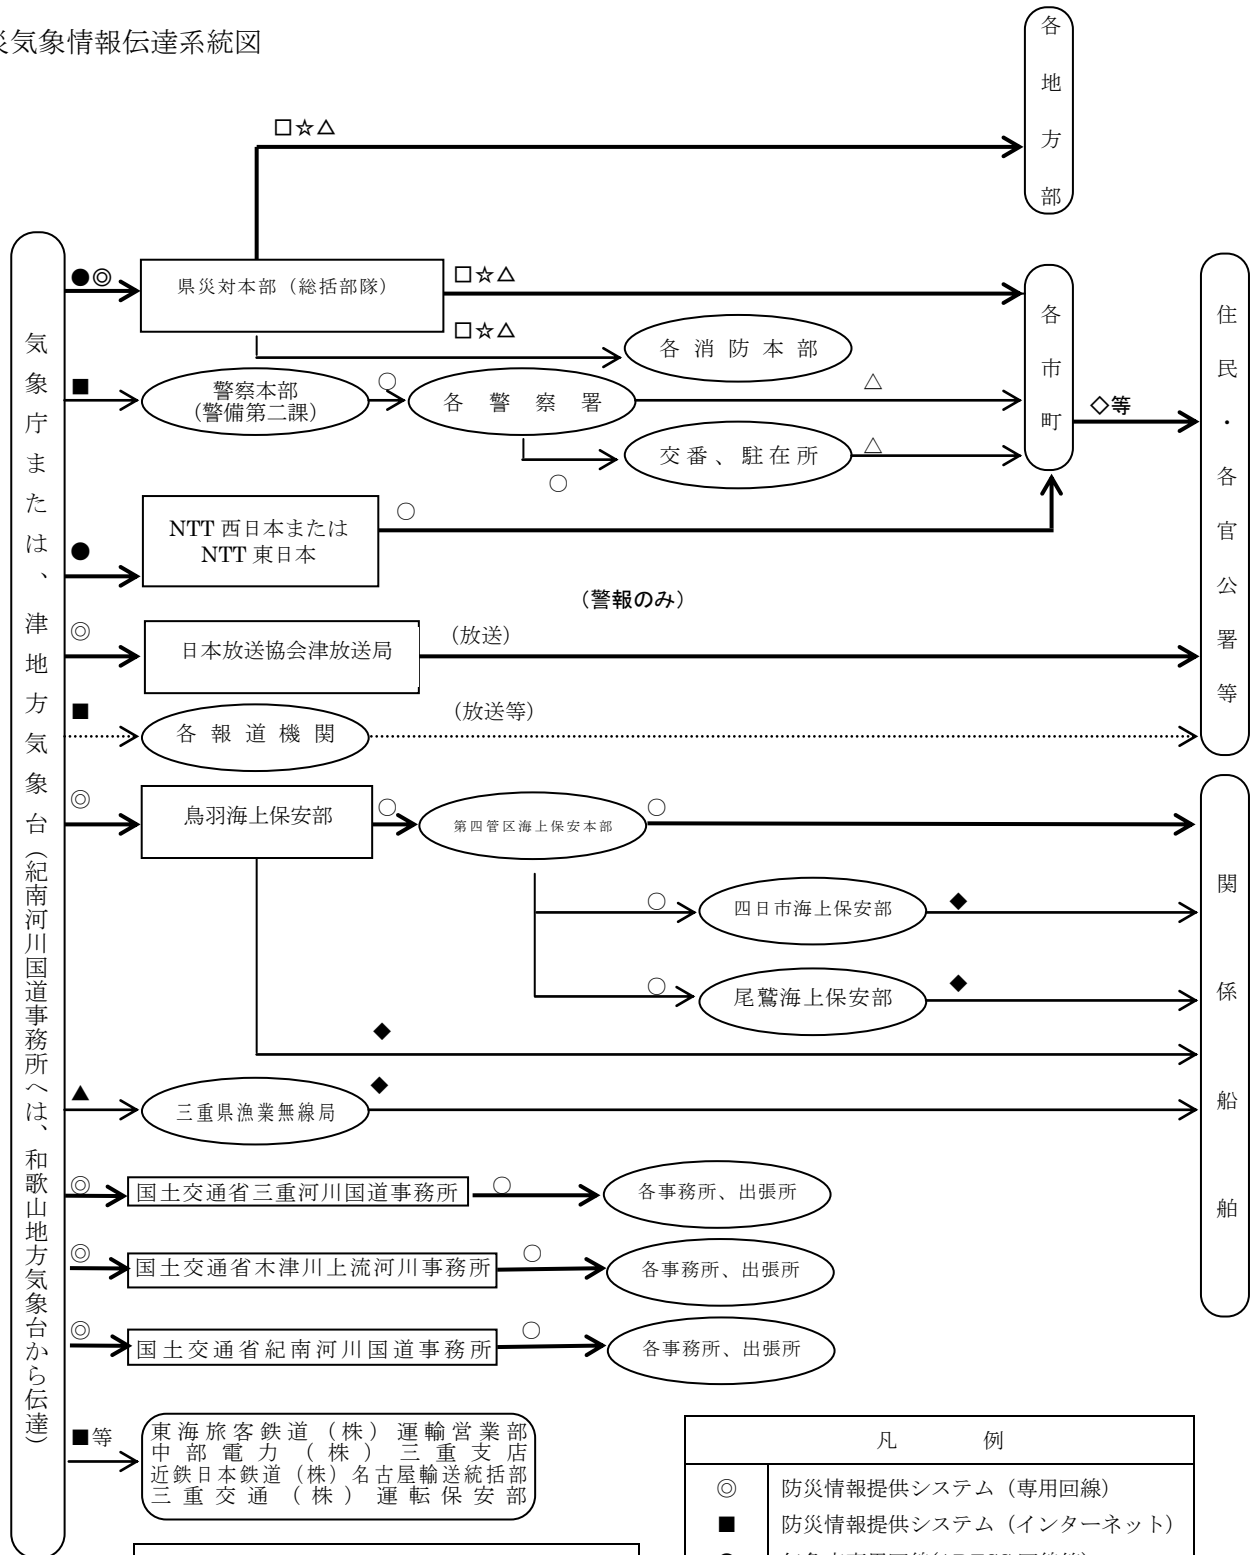 気象情報伝達系統図
各地方部
□☆△
●◎
県災対本部（総括部隊）
□☆△
□☆△
各消防本部
各市町
住民・各官公署等
■
警察本部
（警備第二課）
○
各警察署
△
◇等
交番、駐在所
△
○
NTT 西日本または
NTT 東日本
○
●
（警報のみ）
◎
日本放送協会津放送局
（放送）
■
各報道機関
（放送等）
気象庁または、津地方気象台（紀南河川国道事務所へは、和歌山地方気象台から伝達）
◎
鳥羽海上保安部
○
第四管区海上保安本部
○
関係船舶
○
四日市海上保安部
◆
○
尾鷲海上保安部
◆
◆
▲
三重県漁業無線局
◆
◎
国土交通省三重河川国道事務所
○
各事務所、出張所
◎
国土交通省木津川上流河川事務所
○
各事務所、出張所
◎
国土交通省紀南河川国道事務所
○
各事務所、出張所
■等
東海旅客鉄道（株）運輸営業部
中部電力（株）三重支店
近鉄日本鉄道（株）名古屋輸送統括部
三重交通（株）運転保安部
凡例
◎ 防災情報提供システム（専用回線）
■ 防災情報提供システム（インターネット）